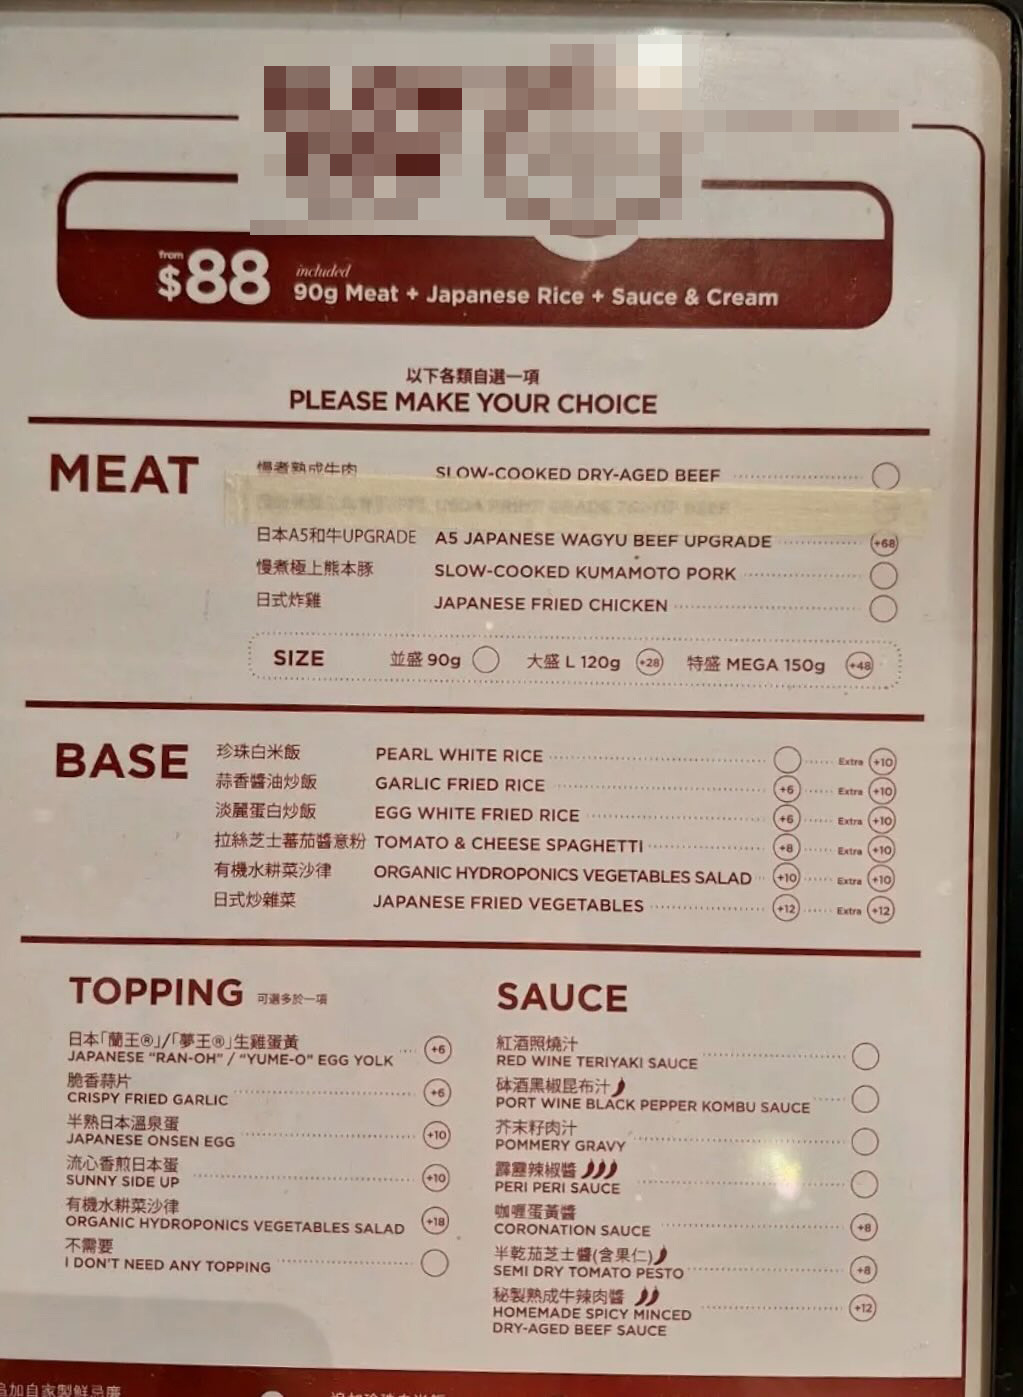 from
$88
included
90g Meat + Japanese Rice + Sauce & Cream
以下各類自選一項
PLEASE MAKE YOUR CHOICE
MEAT
慢煮熟成牛肉 SLOW-COOKED DRY-AGED BEEF
日本A5和牛UPGRADE A5 JAPANESE WAGYU BEEF UPGRADE +68
慢煮極上熊本豚 SLOW-COOKED KUMAMOTO PORK
日式炸雞 JAPANESE FRIED CHICKEN
SIZE 並盛 90g 大盛 L 120g +28 特盛 MEGA 150g +48
BASE
珍珠白米飯 PEARL WHITE RICE Extra +10
蒜香醬油炒飯 GARLIC FRIED RICE +6 Extra +10
淡麗蛋白炒飯 EGG WHITE FRIED RICE +6 Extra +10
拉絲芝士蕃茄醬意粉 TOMATO & CHEESE SPAGHETTI +8 Extra +10
有機水耕菜沙律 ORGANIC HYDROPONICS VEGETABLES SALAD +10 Extra +10
日式炒雜菜 JAPANESE FRIED VEGETABLES +12 Extra +12
TOPPING 可選多於一項
日本「蘭王®」/「夢王®」生雞蛋黃
JAPANESE "RAN-OH" / "YUME-O" EGG YOLK +6
脆香蒜片
CRISPY FRIED GARLIC +6
半熟日本溫泉蛋
JAPANESE ONSEN EGG +10
流心香煎日本蛋
SUNNY SIDE UP +10
有機水耕菜沙律
ORGANIC HYDROPONICS VEGETABLES SALAD +18
不需要
I DON'T NEED ANY TOPPING
SAUCE
紅酒照燒汁
RED WINE TERIYAKI SAUCE
砵酒黑椒昆布汁
PORT WINE BLACK PEPPER KOMBU SAUCE
芥末籽肉汁
POMMERY GRAVY
霹靂辣椒醬
PERI PERI SAUCE
咖喱蛋黃醬
CORONATION SAUCE +8
半乾茄芝士醬(含果仁)
SEMI DRY TOMATO PESTO +8
秘製熟成牛辣肉醬
HOMEMADE SPICY MINCED
DRY-AGED BEEF SAUCE +12